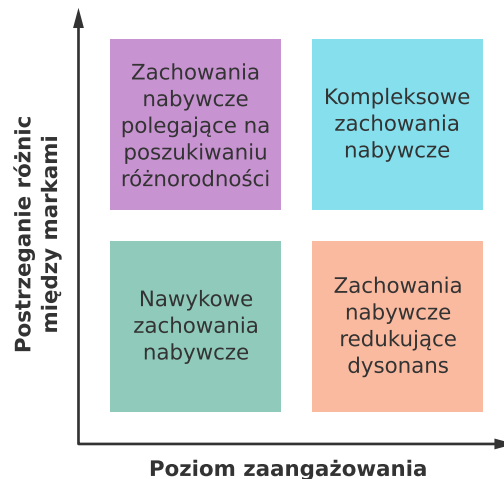 Zachowania
nabywcze
polegające na
poszukiwaniu
różnorodności
Kompleksowe
zachowania
nabywcze
Nawykowe
zachowania
nabywcze
Zachowania
nabywcze
redukujące
dysonans
Postrzeganie różnic
między markami
Poziom zaangażowania